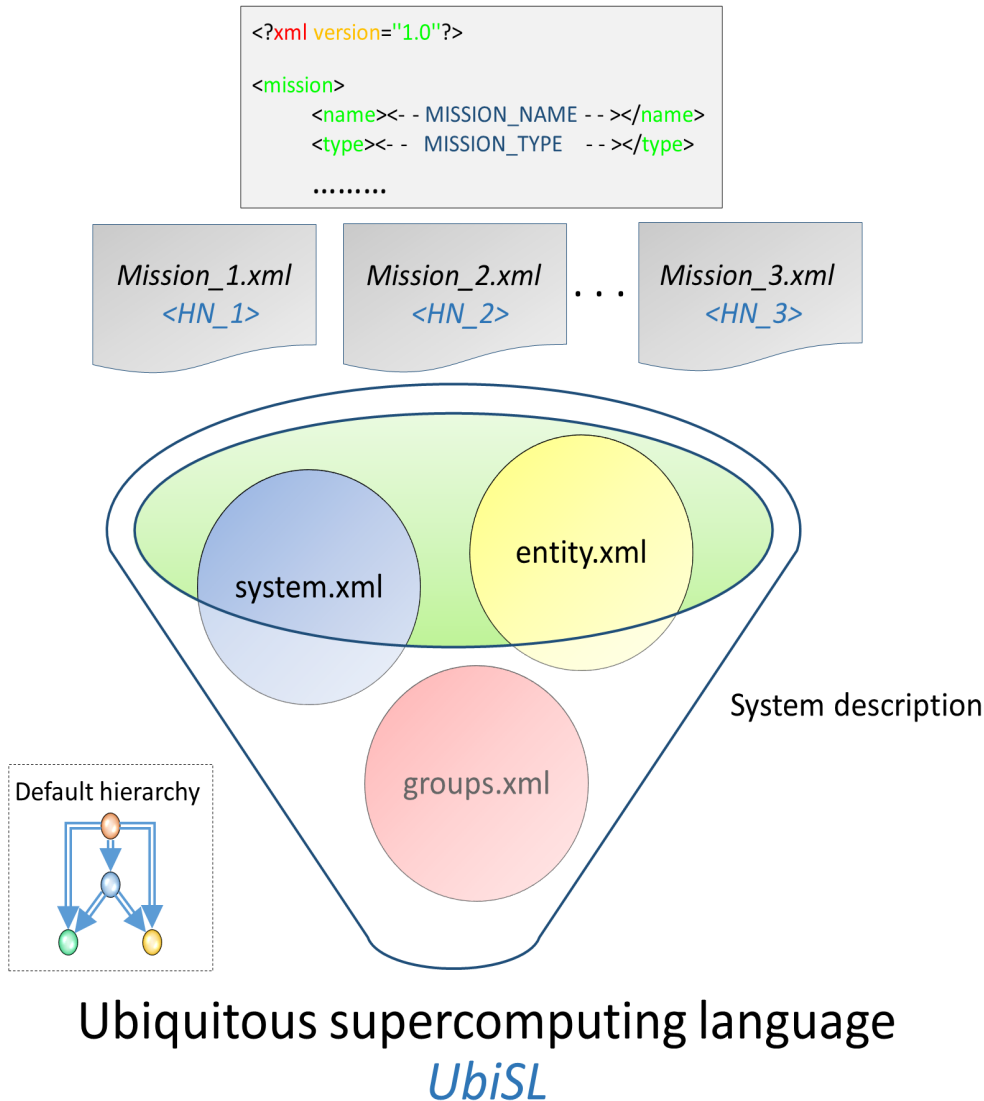 <?xml version="1.0"?>
<mission>
<name><- - MISSION_NAME - - ></name>
<type><- - MISSION_TYPE - - ></type>
.........
Mission_1.xml
<HN_1>
Mission_2.xml
<HN_2>
. . .
Mission_3.xml
<HN_3>
system.xml
entity.xml
groups.xml
System description
Default hierarchy
Ubiquitous supercomputing language
UbiSL